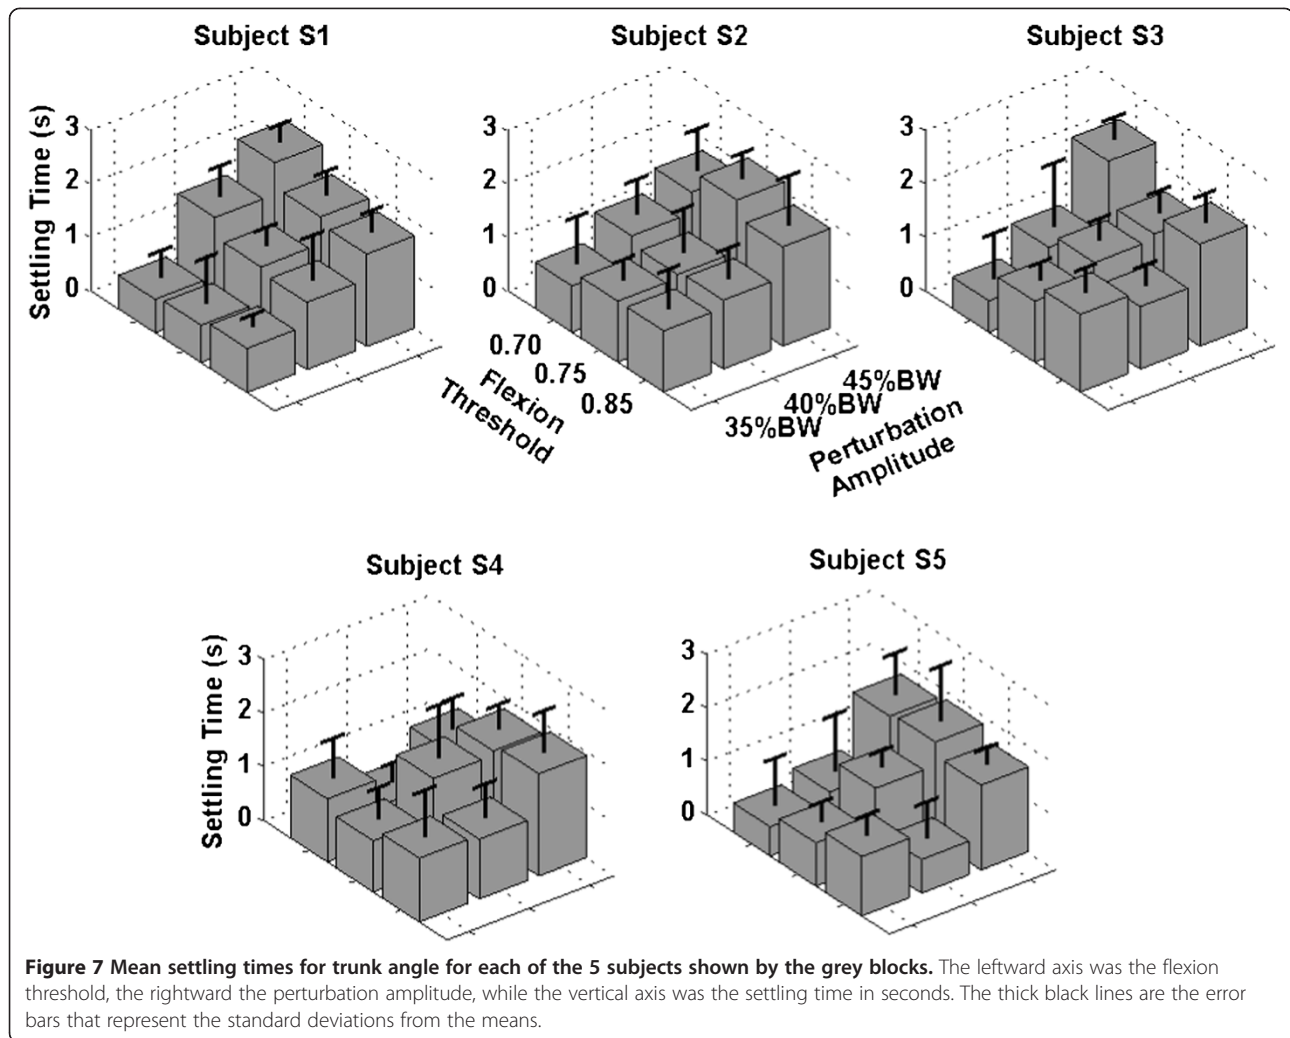 Subject S1
Subject S2
Subject S3
Settling Time (s)
3
2
1
0
3
2
1
0
3
2
1
0
0.70
0.75
0.85
Flexion
Threshold
45%BW
40%BW
35%BW
Perturbation
Amplitude
Subject S4
Subject S5
Settling Time (s)
3
2
1
0
3
2
1
0
Figure 7 Mean settling times for trunk angle for each of the 5 subjects shown by the grey blocks. The leftward axis was the flexion
threshold, the rightward the perturbation amplitude, while the vertical axis was the settling time in seconds. The thick black lines are the error
bars that represent the standard deviations from the means.